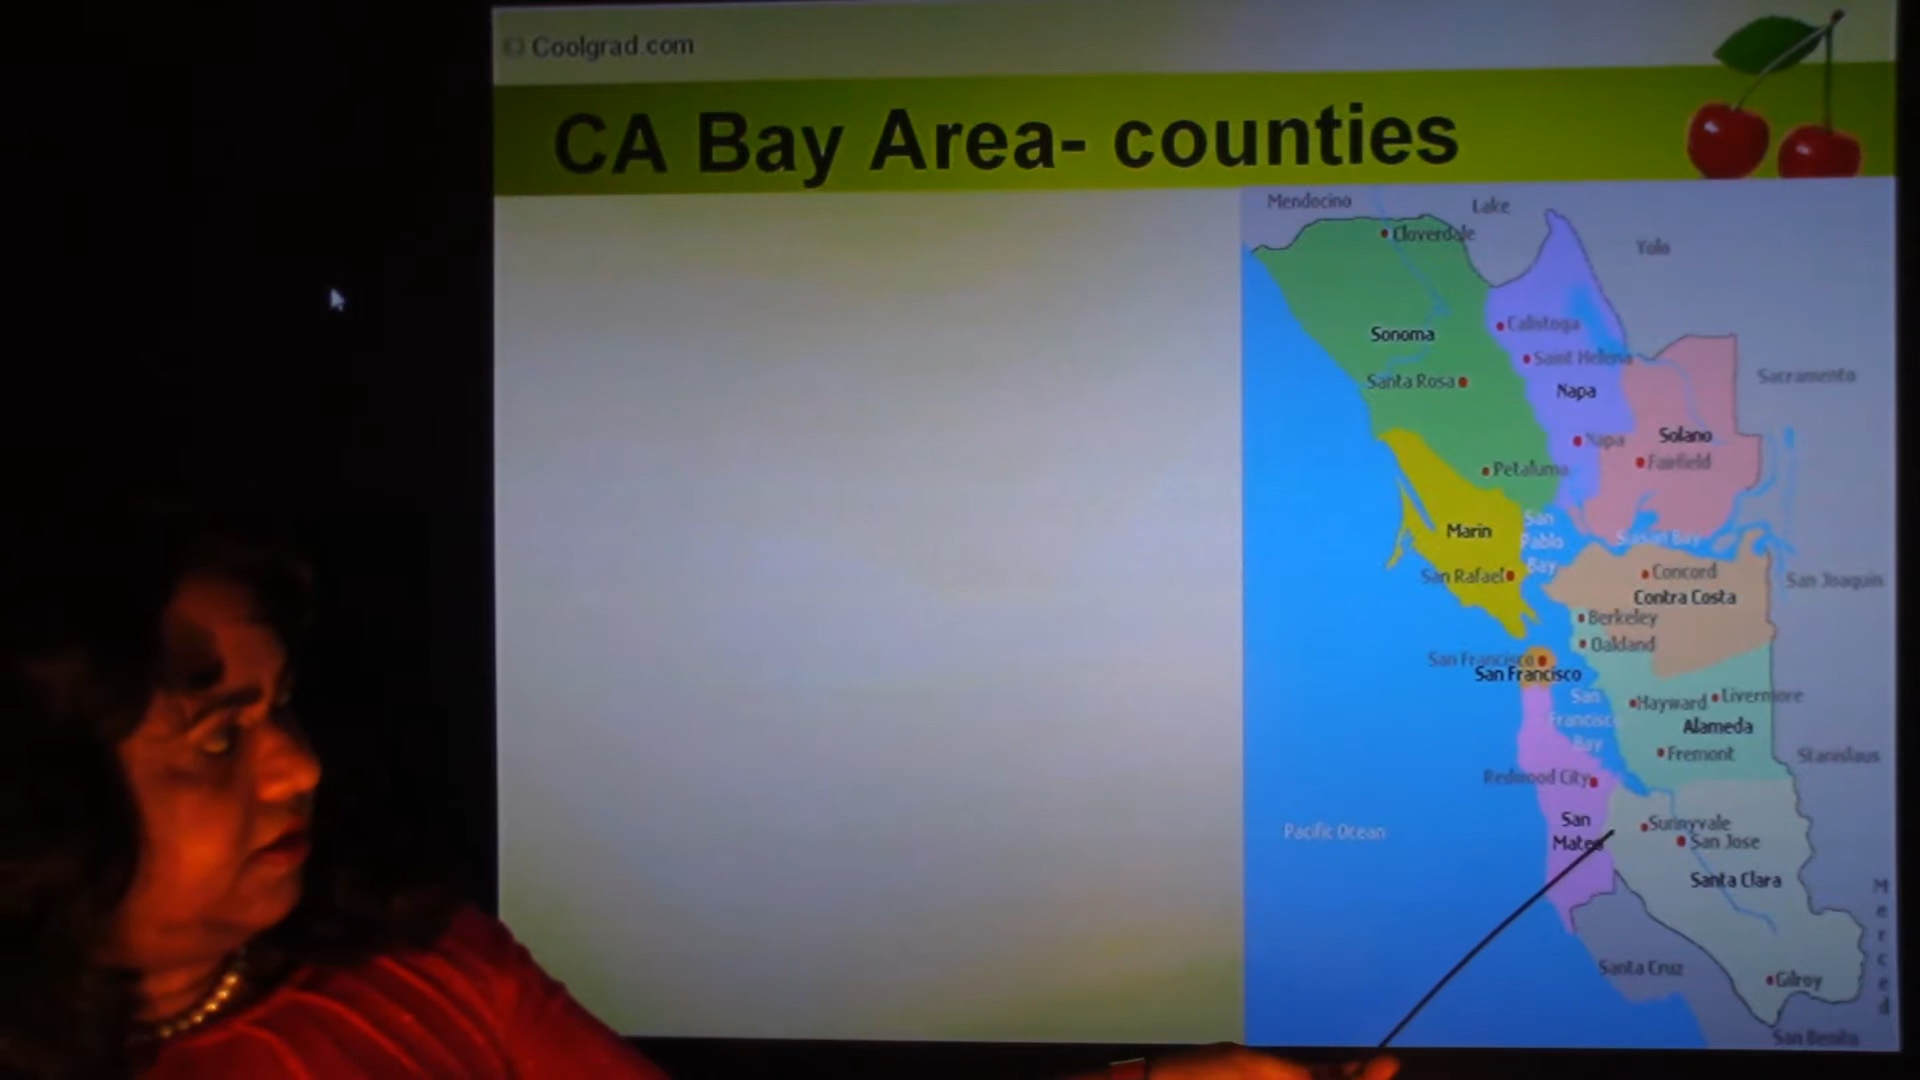 © Coolgrad.com
CA Bay Area- counties
Mendocino
Lake
Cloverdale
Yolo
Calistoga
Sonoma
Saint Helena
Santa Rosa
Napa
Sacramento
Napa
Solano
Petaluma
Fairfield
Marin
San
Pablo
Bay
Suisun Bay
San Rafael
Concord
San Joaquin
Contra Costa
Berkeley
Oakland
San Francisco
San Francisco
San
Francisco
Bay
Hayward
Livermore
Alameda
Fremont
Stanislaus
Redwood City
San
Mateo
Sunnyvale
San Jose
Pacific Ocean
Santa Clara
Merced
Santa Cruz
Gilroy
San Benito